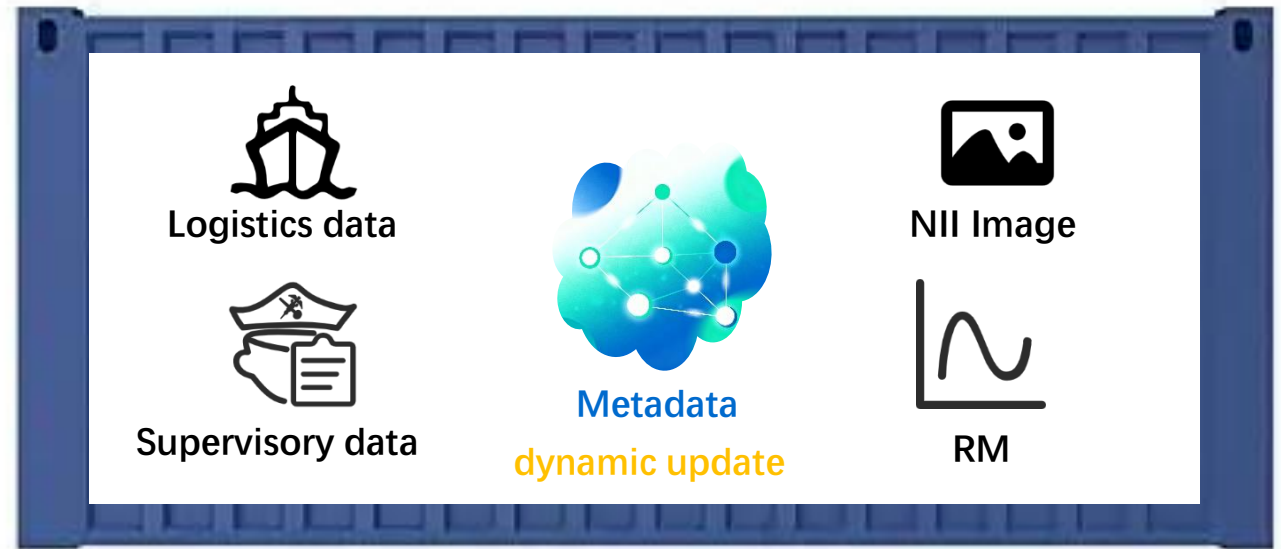 Logistics data
Supervisory data
Metadata
dynamic update
NII Image
RM